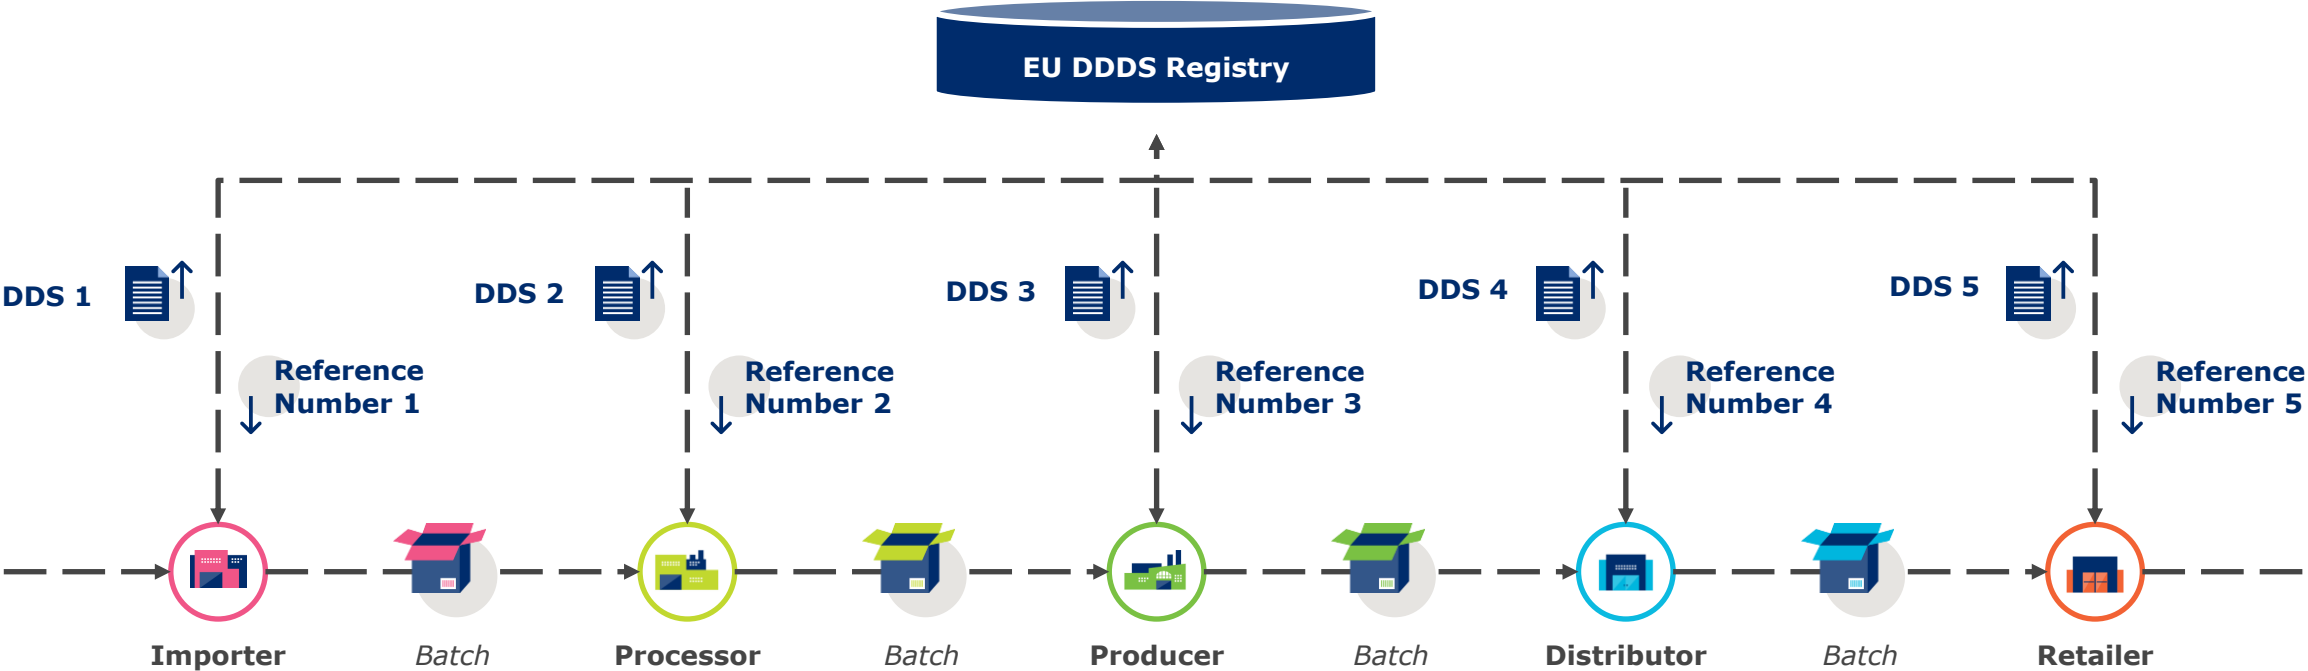 EU DDDS Registry
DDS 1
DDS 2
DDS 3
DDS 4
DDS 5
Reference
Number 1
Reference
Number 2
Reference
Number 3
Reference
Number 4
Reference
Number 5
Importer
Batch
Processor
Batch
Producer
Batch
Distributor
Batch
Retailer